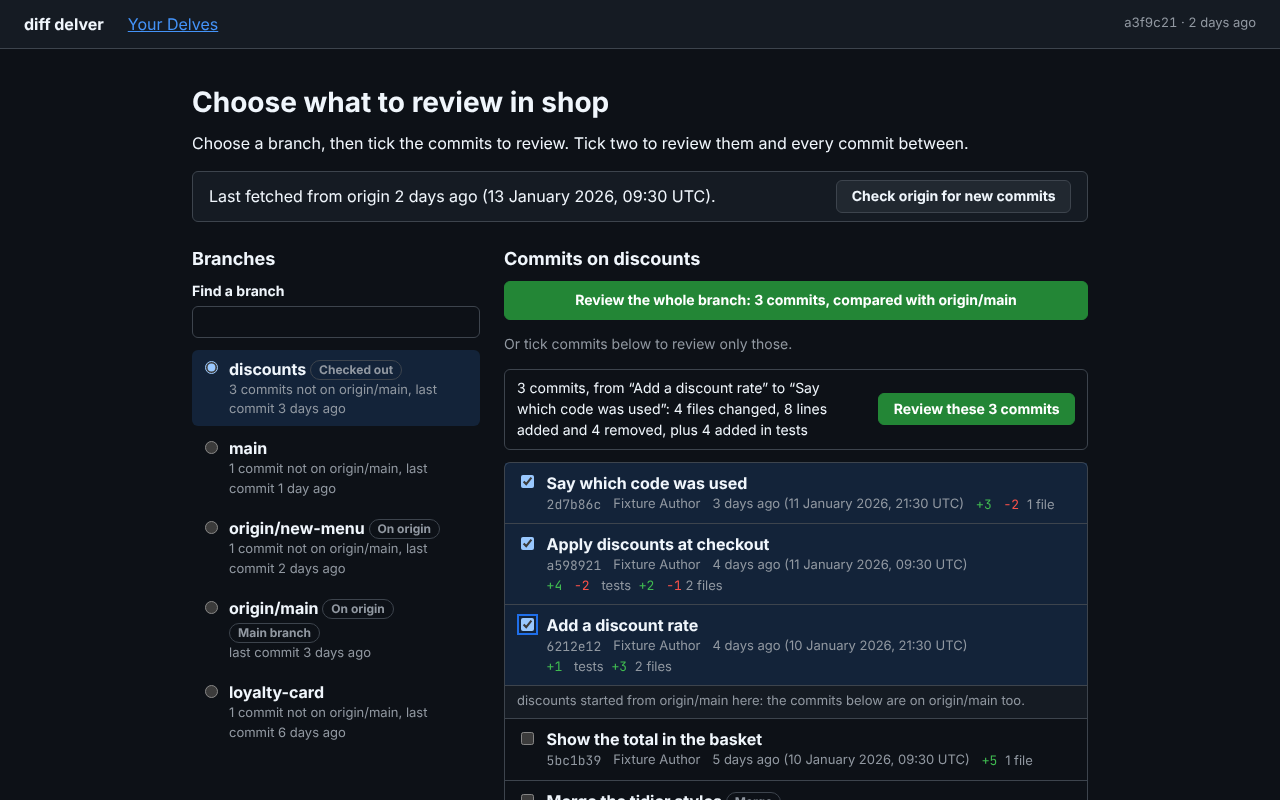 diff delver
Your Delves
a3f9c21 · 2 days ago
Choose what to review in shop
Choose a branch, then tick the commits to review. Tick two to review them and every commit between.
Last fetched from origin 2 days ago (13 January 2026, 09:30 UTC).
Check origin for new commits
Branches
Find a branch
discounts Checked out
3 commits not on origin/main, last
commit 3 days ago
main
1 commit not on origin/main, last
commit 1 day ago
origin/new-menu On origin
1 commit not on origin/main, last
commit 2 days ago
origin/main On origin
Main branch
last commit 3 days ago
loyalty-card
1 commit not on origin/main, last
commit 6 days ago
Commits on discounts
Review the whole branch: 3 commits, compared with origin/main
Or tick commits below to review only those.
3 commits, from “Add a discount rate” to “Say
which code was used”: 4 files changed, 8 lines
added and 4 removed, plus 4 added in tests
Review these 3 commits
Say which code was used
2d7b86c Fixture Author 3 days ago (11 January 2026, 21:30 UTC) +3 -2 1 file
Apply discounts at checkout
a598921 Fixture Author 4 days ago (11 January 2026, 09:30 UTC)
+4 -2 tests +2 -1 2 files
Add a discount rate
6212e12 Fixture Author 4 days ago (10 January 2026, 21:30 UTC)
+1 tests +3 2 files
discounts started from origin/main here: the commits below are on origin/main too.
Show the total in the basket
5bc1b39 Fixture Author 5 days ago (10 January 2026, 09:30 UTC) +5 1 file
Merge the tidier styles Merge